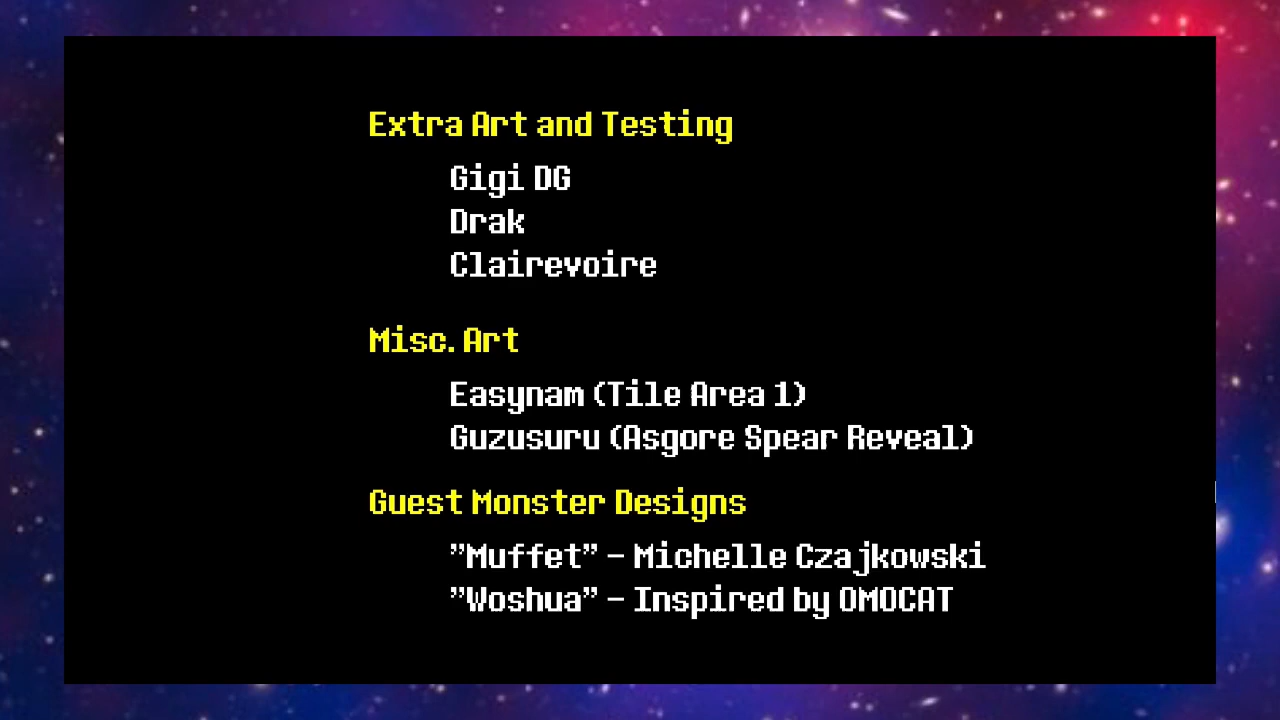 Extra Art and Testing
Gigi DG
Drak
Clairevoire
Misc. Art
Easynam (Tile Area 1)
Guzusuru (Asgore Spear Reveal)
Guest Monster Designs
”Muffet” – Michelle Czajkowski
”Woshua” – Inspired by OMOCAT